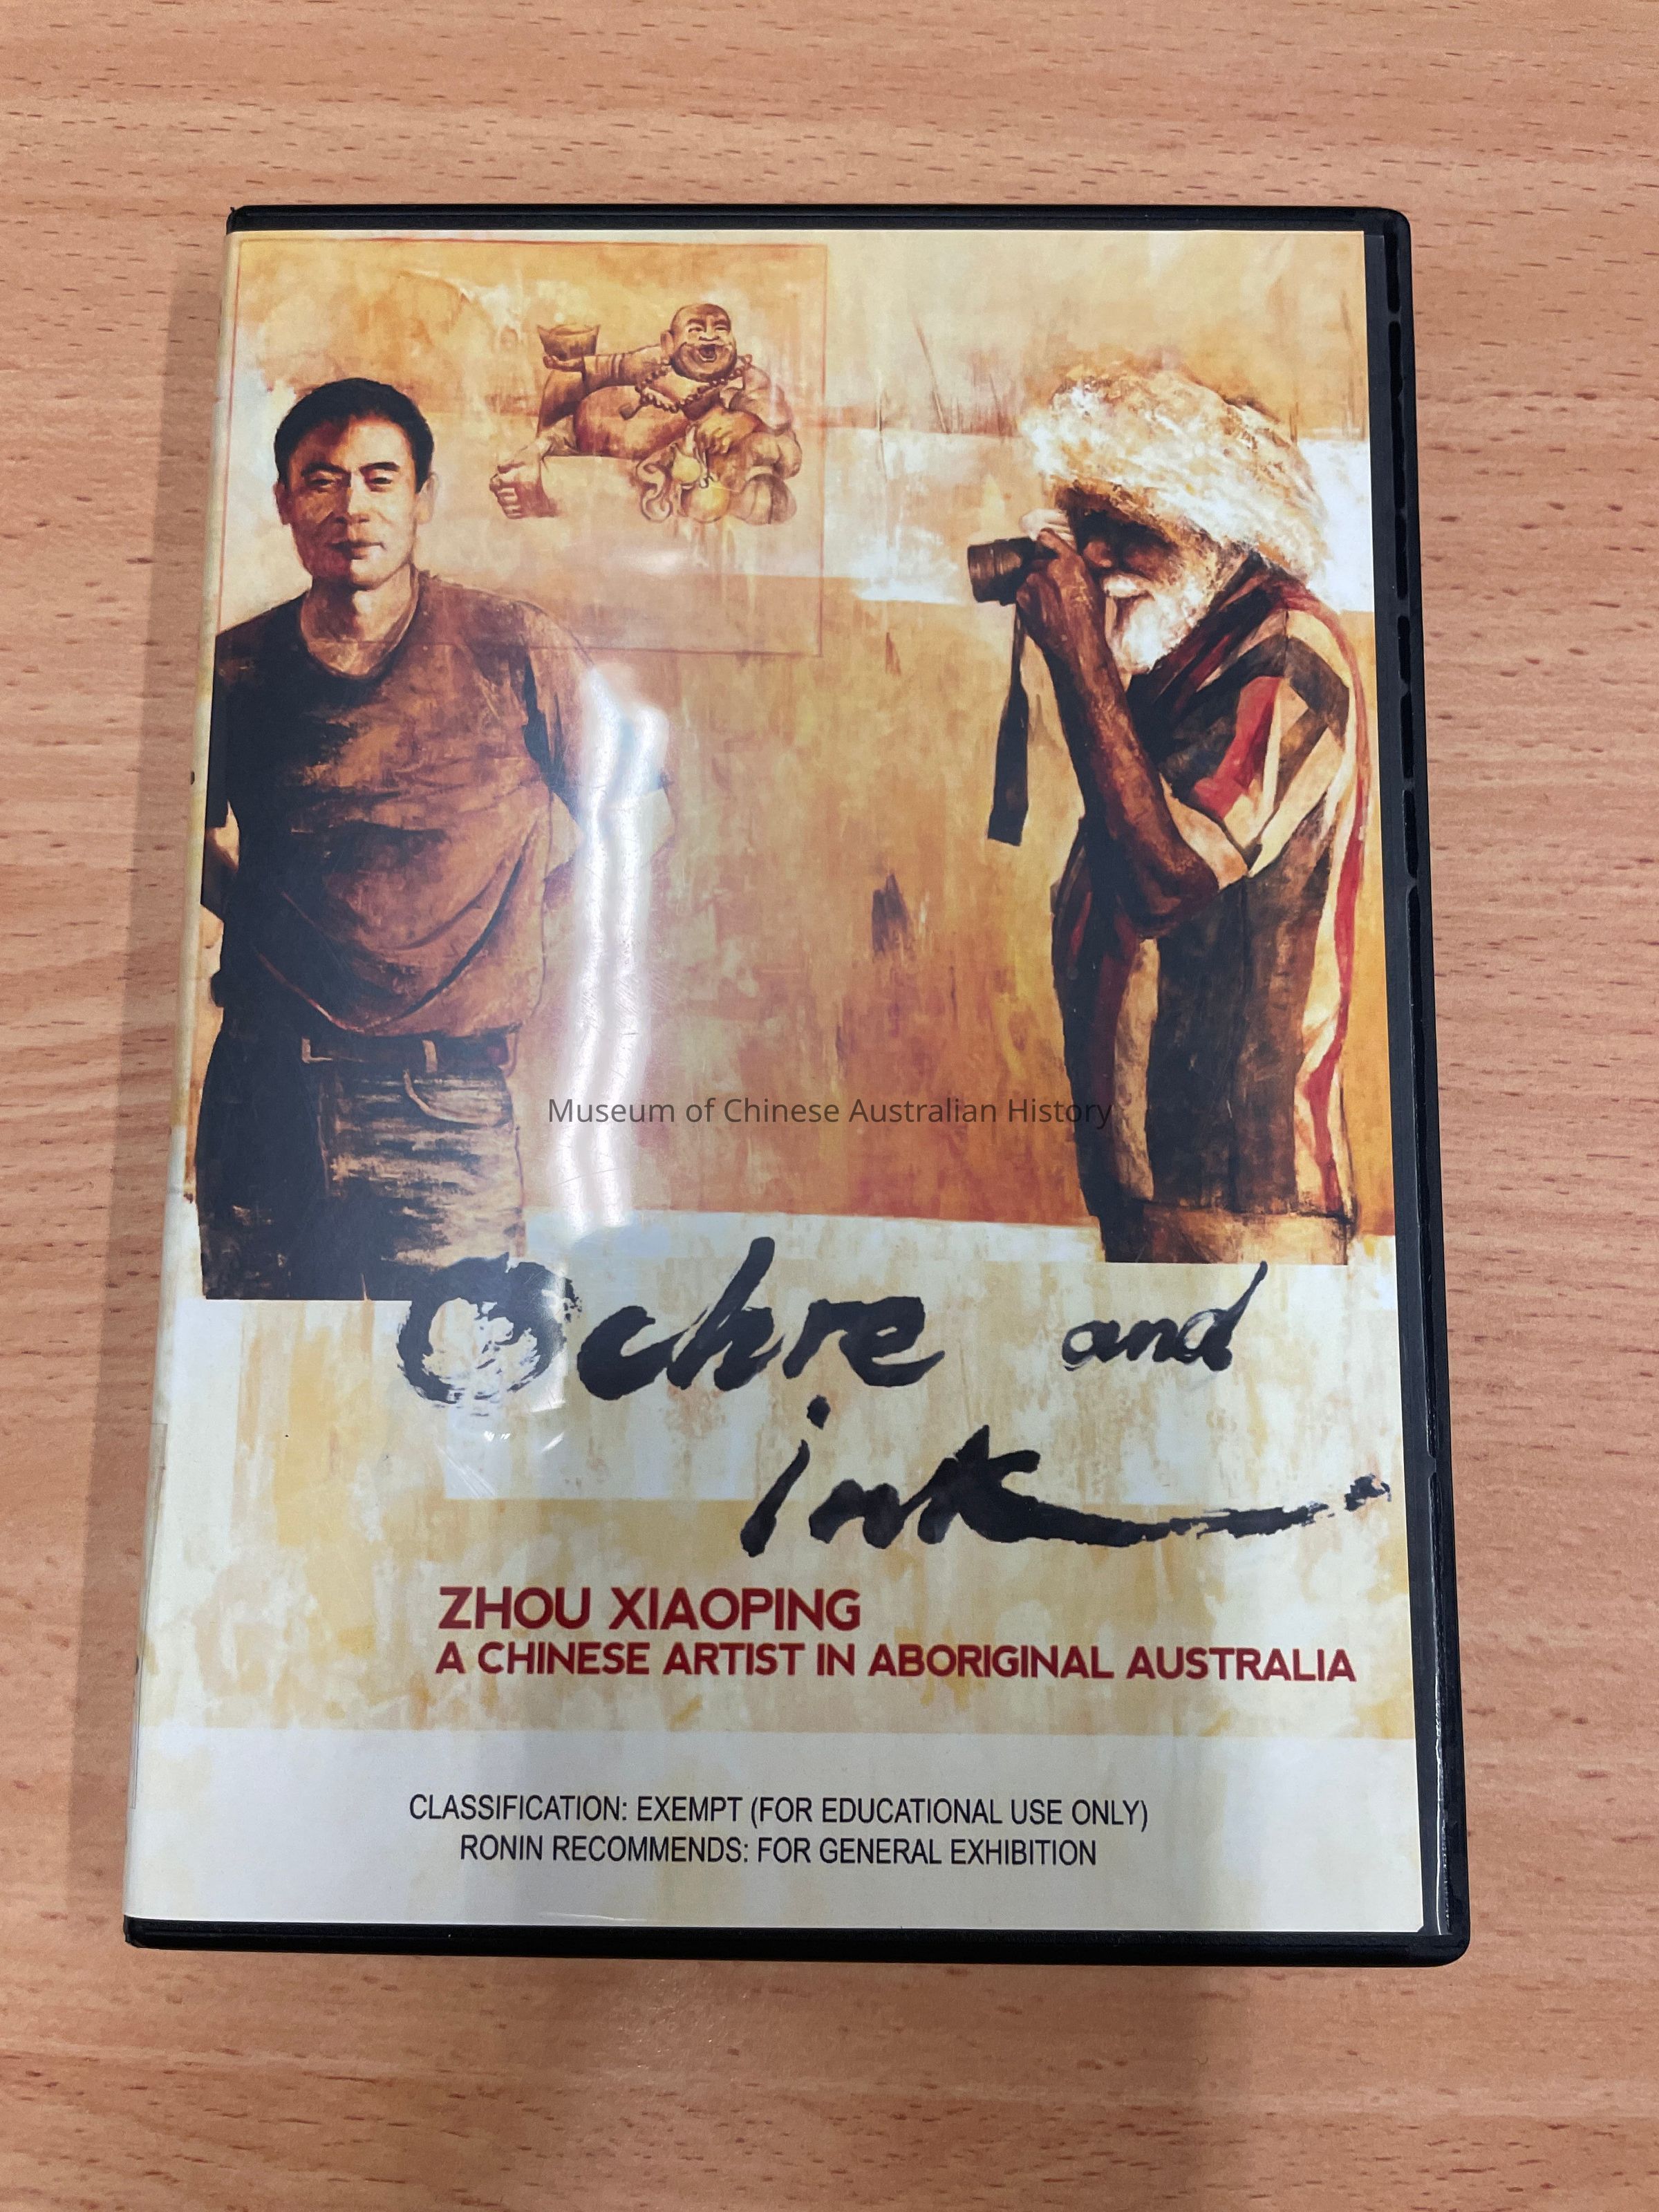 Museum of Chinese Australian History
Ochre and
ink
ZHOU XIAOPING
A CHINESE ARTIST IN ABORIGINAL AUSTRALIA
CLASSIFICATION: EXEMPT (FOR EDUCATIONAL USE ONLY)
RONIN RECOMMENDS: FOR GENERAL EXHIBITION